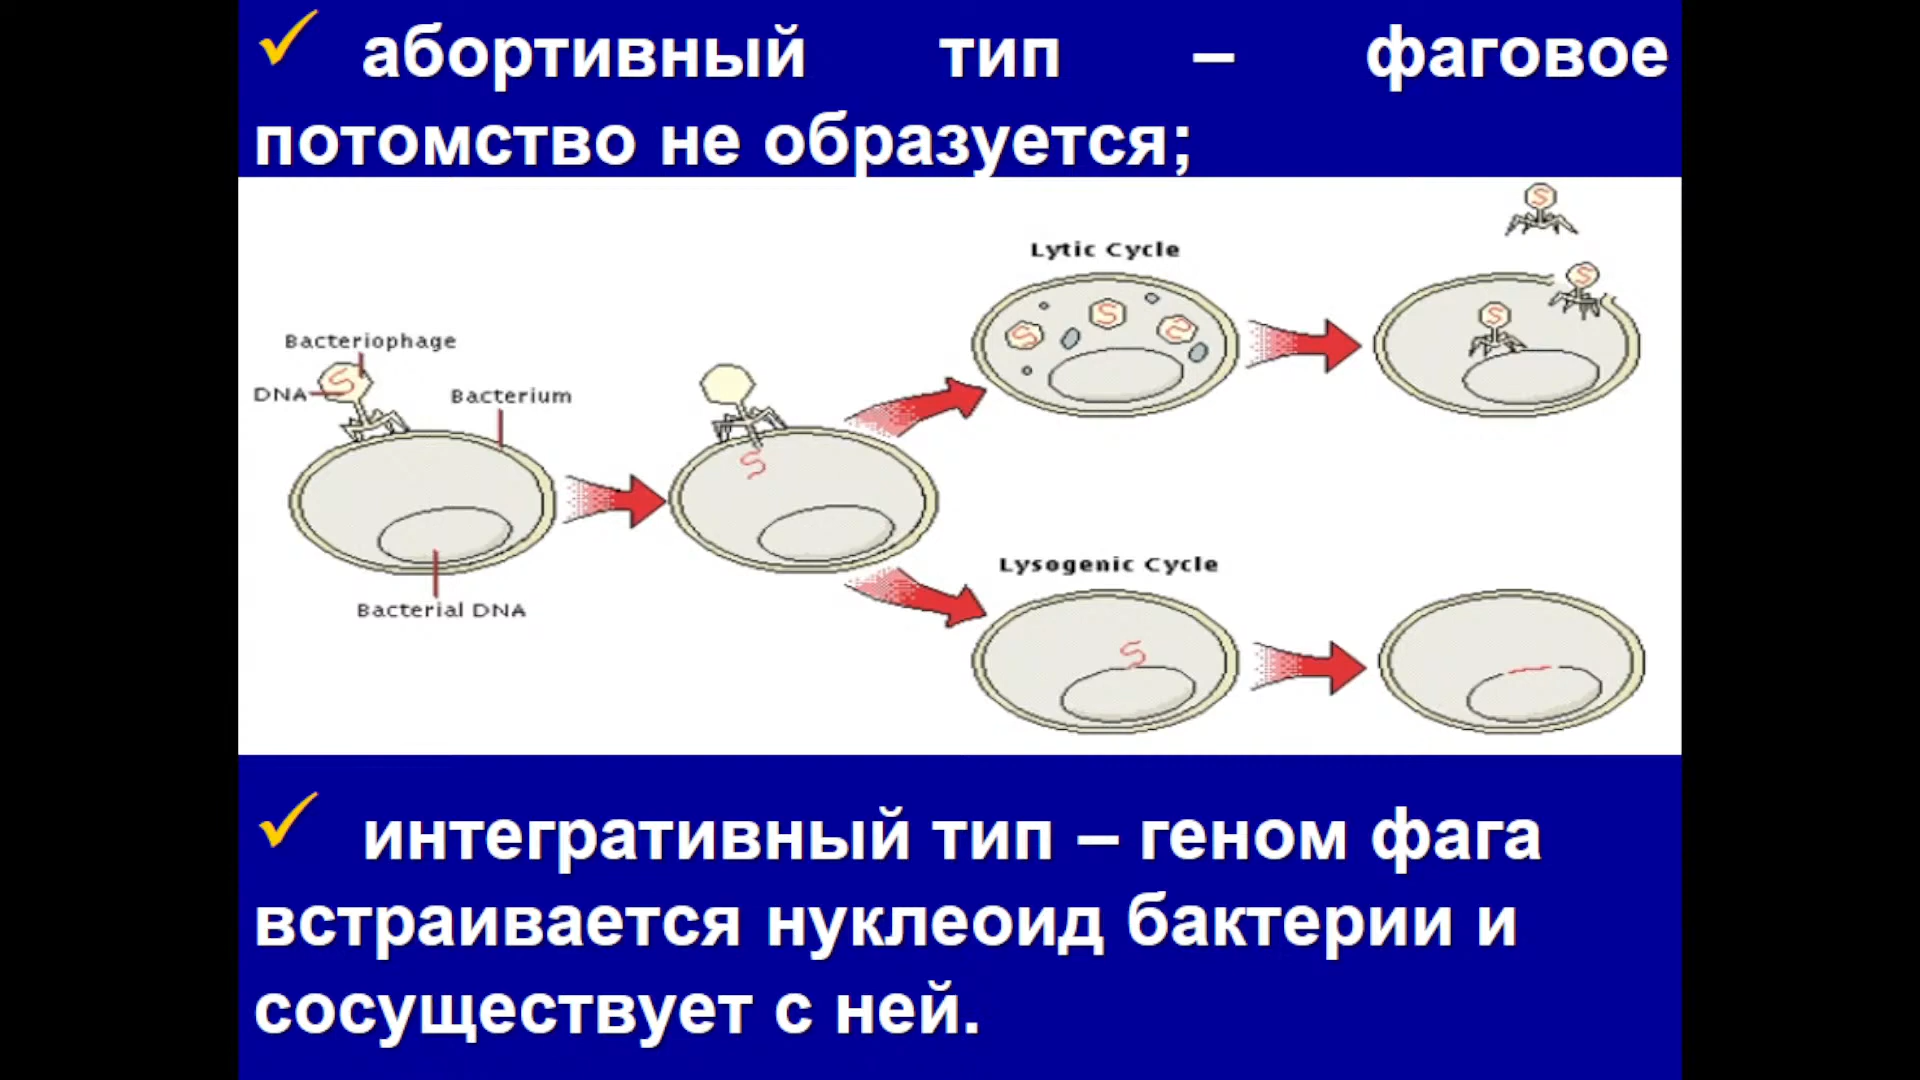 абортивный тип – фаговое
потомство не образуется;
Lytic Cycle
Bacteriophage
DNA
Bacterium
Lysogenic Cycle
Bacterial DNA
интегративный тип – геном фага
встраивается нуклеоид бактерии и
сосуществует с ней.